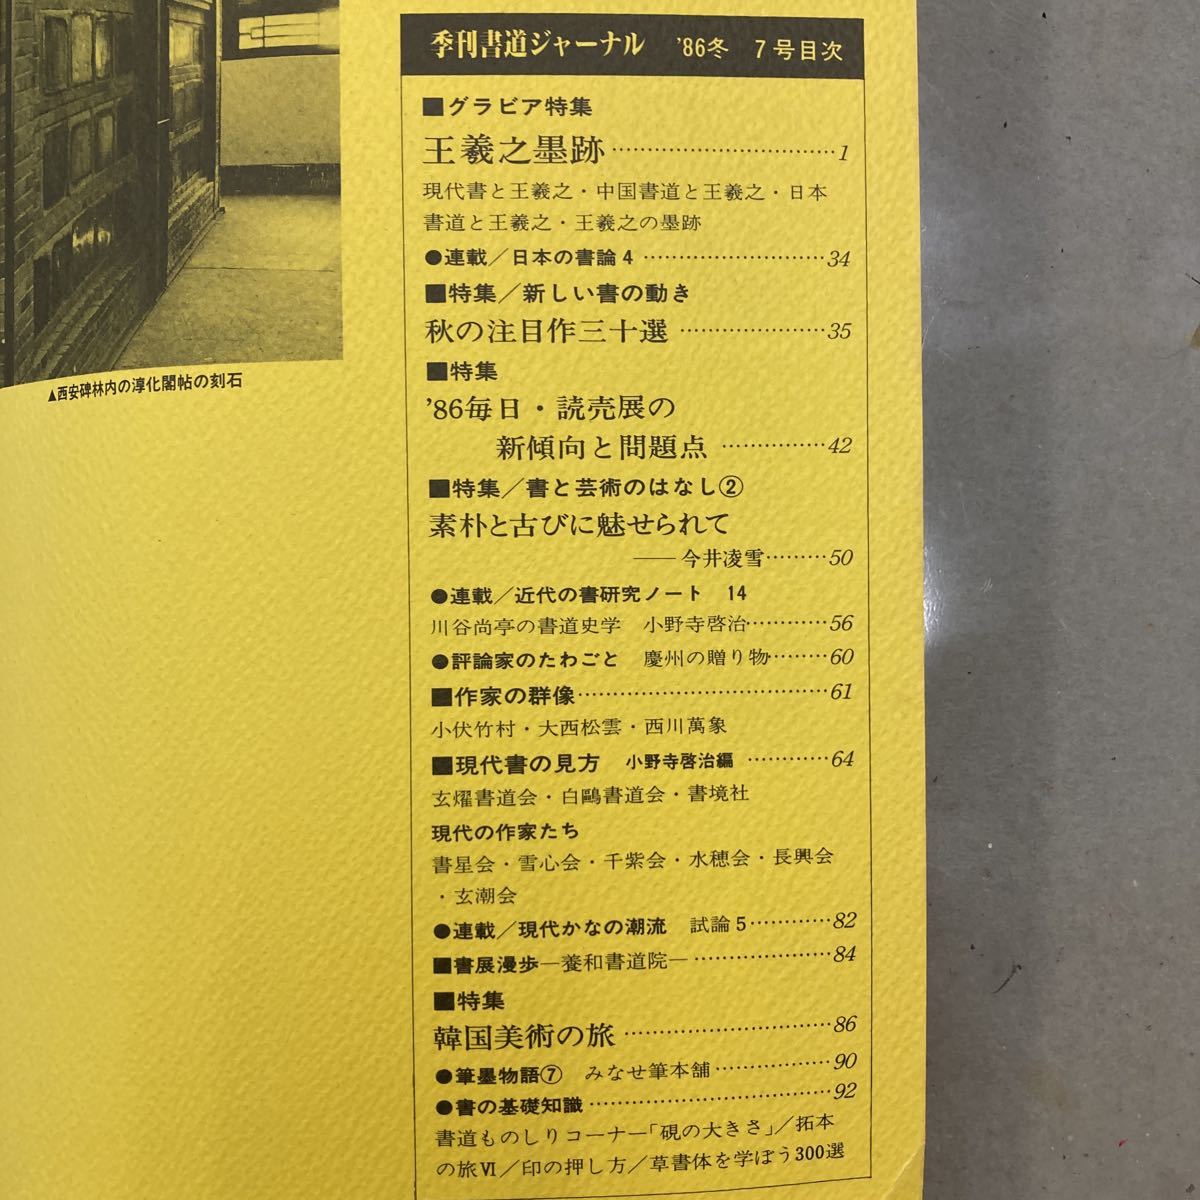 季刊書道ジャーナル　'86冬　7号目次
■グラビア特集
王羲之墨跡……………………………1
現代書と王羲之・中国書道と王羲之・日本
書道と王羲之・王羲之の墨跡
●連載／日本の書論4……………………34
■特集／新しい書の動き
秋の注目作三十選…………………35
■特集
'86毎日・読売展の
新傾向と問題点……………42
■特集／書と芸術のはなし②
素朴と古びに魅せられて
――今井凌雪………50
●連載／近代の書研究ノート　14
川谷尚亭の書道史学　小野寺啓治…………56
●評論家のたわごと　慶州の贈り物………60
■作家の群像………………………………61
小伏竹村・大西松雲・西川萬象
■現代書の見方　小野寺啓治編…………64
玄燿書道会・白鷗書道会・書境社
現代の作家たち
書星会・雪心会・千紫会・水穂会・長興会
・玄潮会
●連載／現代かなの潮流　試論5…………82
■書展漫歩―養和書道院―…………………84
■特集
韓国美術の旅……………………………86
●筆墨物語⑦　みなせ筆本舗………………90
●書の基礎知識………………………………92
書道ものしりコーナー「硯の大きさ」／拓本
の旅Ⅵ／印の押し方／草書体を学ぼう300選
▲西安碑林内の淳化閣帖の刻石